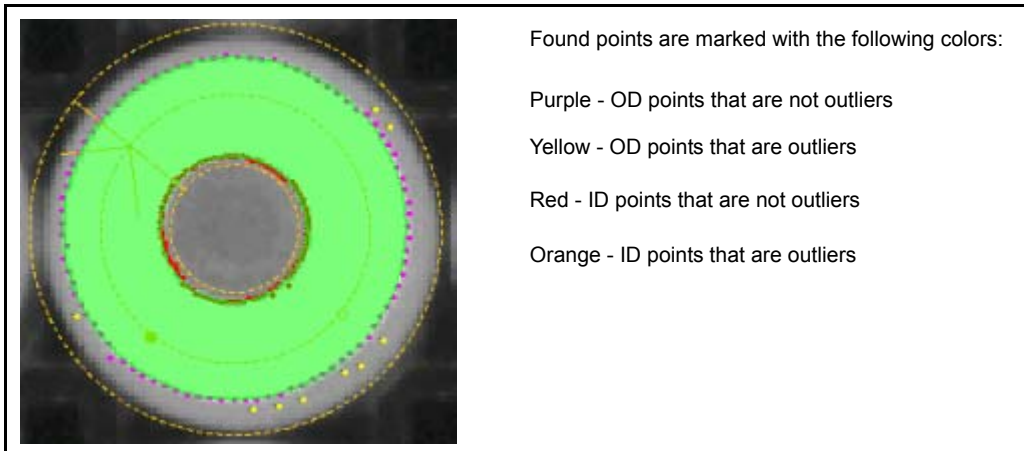 Found points are marked with the following colors:
Purple - OD points that are not outliers
Yellow - OD points that are outliers
Red - ID points that are not outliers
Orange - ID points that are outliers